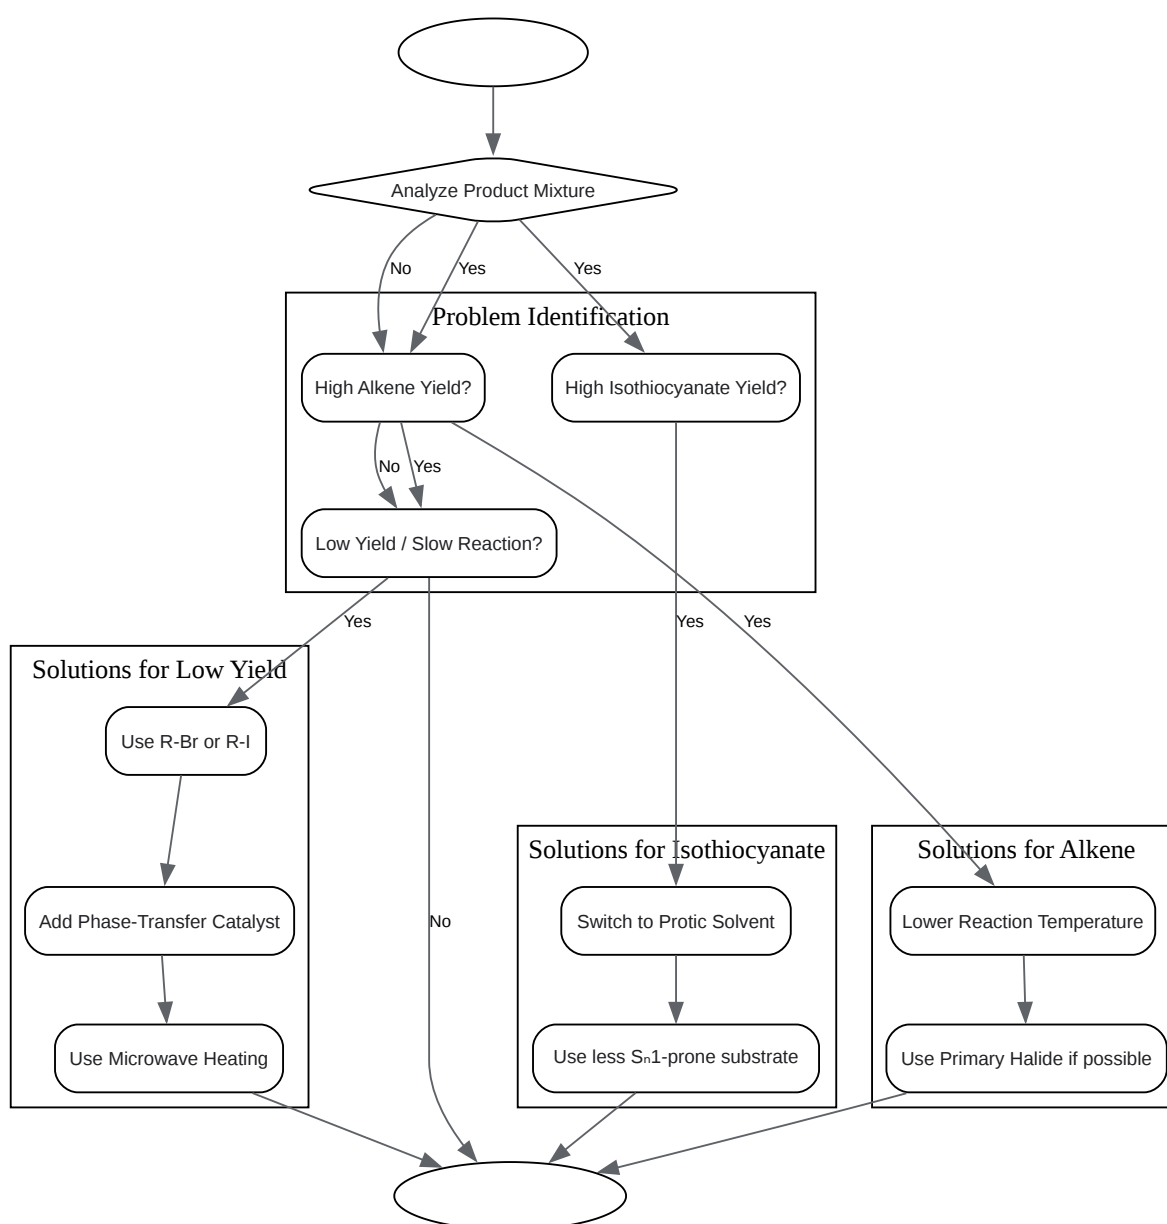 Analyze Product Mixture
No
Yes
Yes
Problem Identification
High Alkene Yield?
High Isothiocyanate Yield?
No
Yes
Low Yield / Slow Reaction?
Yes
Yes
Yes
Solutions for Low Yield
Use R-Br or R-I
Solutions for Isothiocyanate
Solutions for Alkene
Add Phase-Transfer Catalyst
No
Switch to Protic Solvent
Lower Reaction Temperature
Use Microwave Heating
Use less Sₙ1-prone substrate
Use Primary Halide if possible